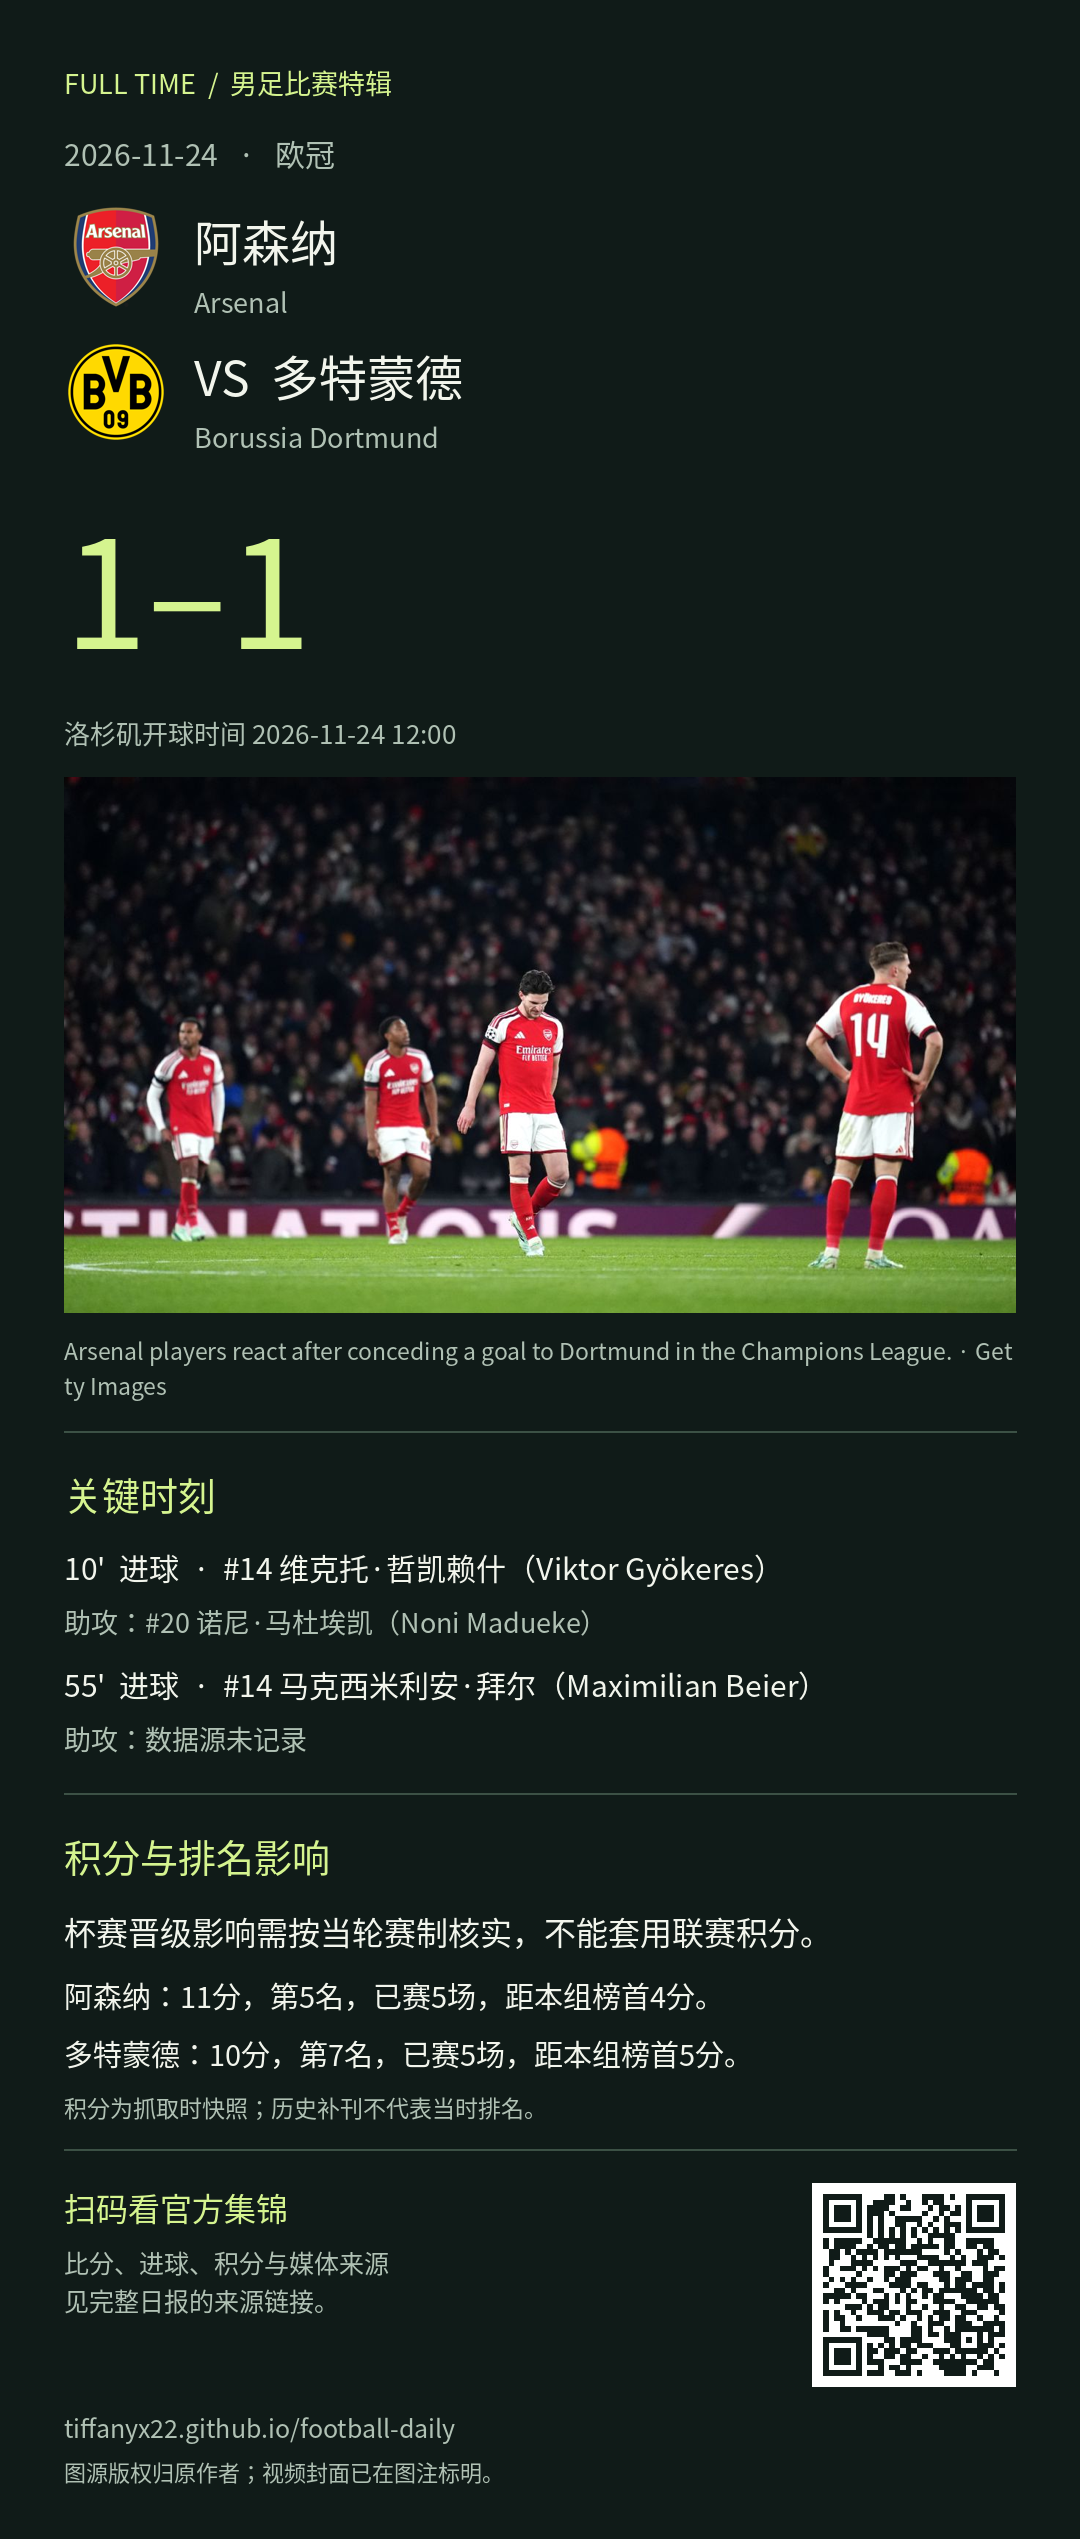 FULL TIME / 男足比赛特辑
2026-11-24 · 欧冠
Arsenal
阿森纳
Arsenal
BVB
09
VS 多特蒙德
Borussia Dortmund
1–1
洛杉矶开球时间 2026-11-24 12:00
GYÖKERES
14
Emirates
FLY BETTER
Arsenal players react after conceding a goal to Dortmund in the Champions League. · Get
ty Images
关键时刻
10' 进球 · #14 维克托·哲凯赖什（Viktor Gyökeres）
助攻：#20 诺尼·马杜埃凯（Noni Madueke）
55' 进球 · #14 马克西米利安·拜尔（Maximilian Beier）
助攻：数据源未记录
积分与排名影响
杯赛晋级影响需按当轮赛制核实，不能套用联赛积分。
阿森纳：11分，第5名，已赛5场，距本组榜首4分。
多特蒙德：10分，第7名，已赛5场，距本组榜首5分。
积分为抓取时快照；历史补刊不代表当时排名。
扫码看官方集锦
比分、进球、积分与媒体来源
见完整日报的来源链接。
tiffanyx22.github.io/football-daily
图源版权归原作者；视频封面已在图注标明。